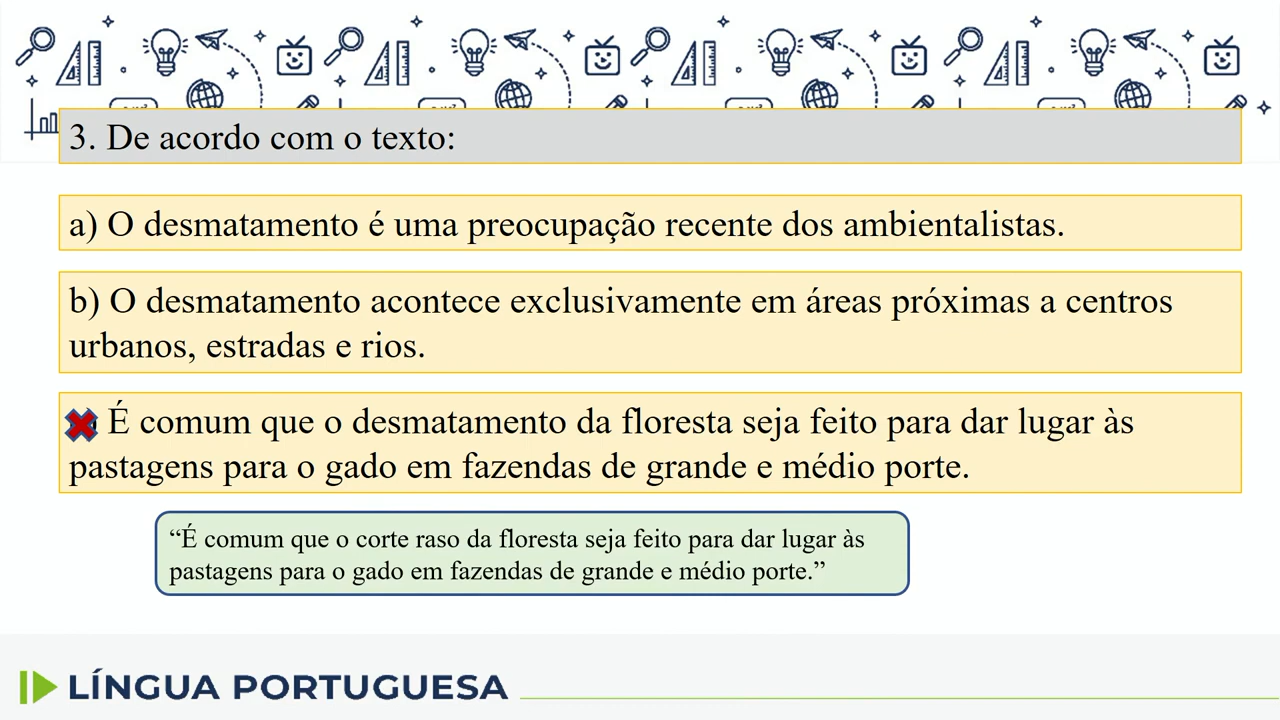 3. De acordo com o texto:
a) O desmatamento é uma preocupação recente dos ambientalistas.
b) O desmatamento acontece exclusivamente em áreas próximas a centros
urbanos, estradas e rios.
É comum que o desmatamento da floresta seja feito para dar lugar às
pastagens para o gado em fazendas de grande e médio porte.
“É comum que o corte raso da floresta seja feito para dar lugar às
pastagens para o gado em fazendas de grande e médio porte.”
LÍNGUA PORTUGUESA